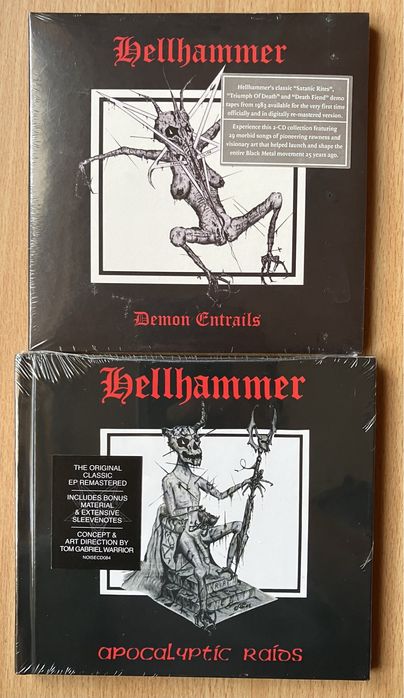 Hellhammer
Hellhammer's classic "Satanic Rites",
"Triumph Of Death" and "Death Fiend" demo
tapes from 1983 available for the very first time
officially and in digitally re-mastered version.
Experience this 2-CD collection featuring
29 morbid songs of pioneering rawness and
visionary art that helped launch and shape the
entire Black Metal movement 25 years ago.
Demon Entrails
Hellhammer
THE ORIGINAL
CLASSIC
EP REMASTERED
INCLUDES BONUS
MATERIAL
& EXTENSIVE
SLEEVENOTES
CONCEPT &
ART DIRECTION BY
TOM GABRIEL WARRIOR
NOISECD084
apocalyptic raids